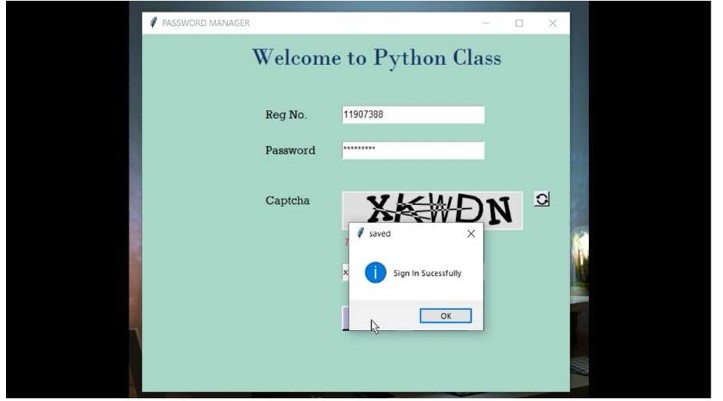 PASSWORD MANAGER
Welcome to Python Class
Reg No.
11907388
Password
*********
Captcha
XKWDN
saved
Sign In Sucessfully
OK